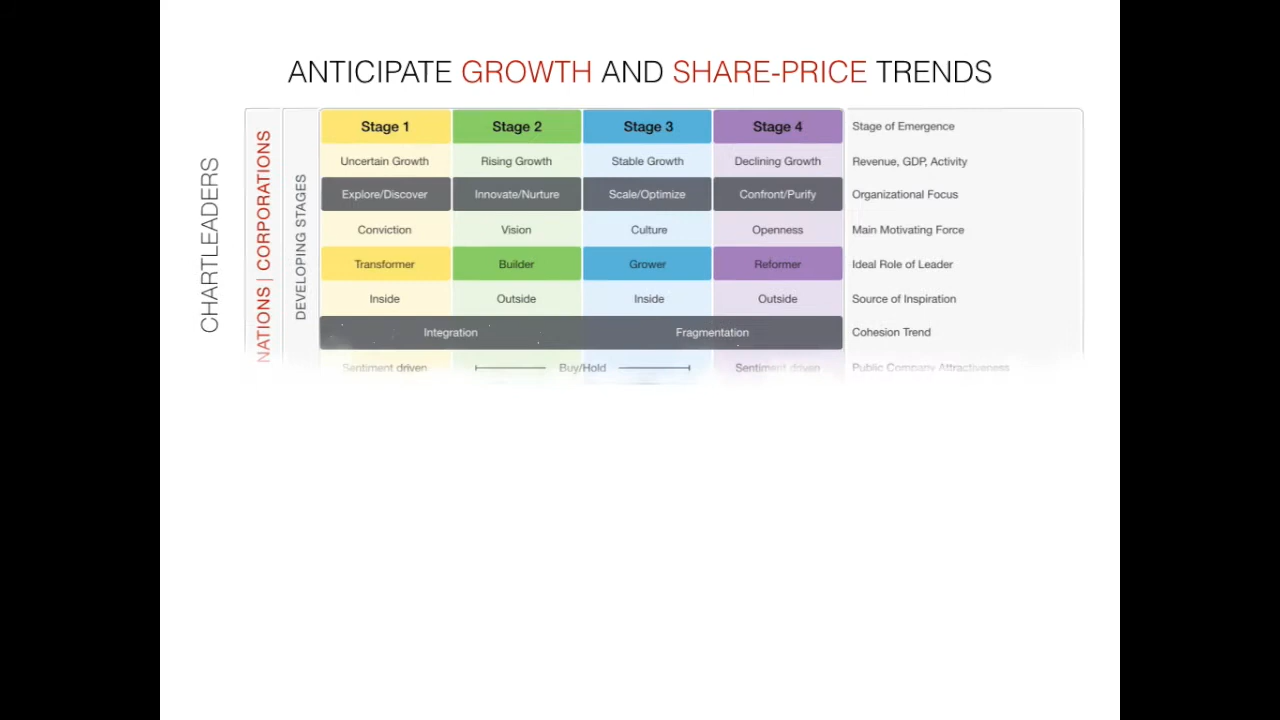 ANTICIPATE GROWTH AND SHARE-PRICE TRENDS
CHARTLEADERS
NATIONS | CORPORATIONS
DEVELOPING STAGES
Stage 1 Stage 2 Stage 3 Stage 4 Stage of Emergence
Uncertain Growth Rising Growth Stable Growth Declining Growth Revenue, GDP, Activity
Explore/Discover Innovate/Nurture Scale/Optimize Confront/Purify Organizational Focus
Conviction Vision Culture Openness Main Motivating Force
Transformer Builder Grower Reformer Ideal Role of Leader
Inside Outside Inside Outside Source of Inspiration
Integration Fragmentation Cohesion Trend
Sentiment driven Buy/Hold Sentiment driven Public Company Attractiveness